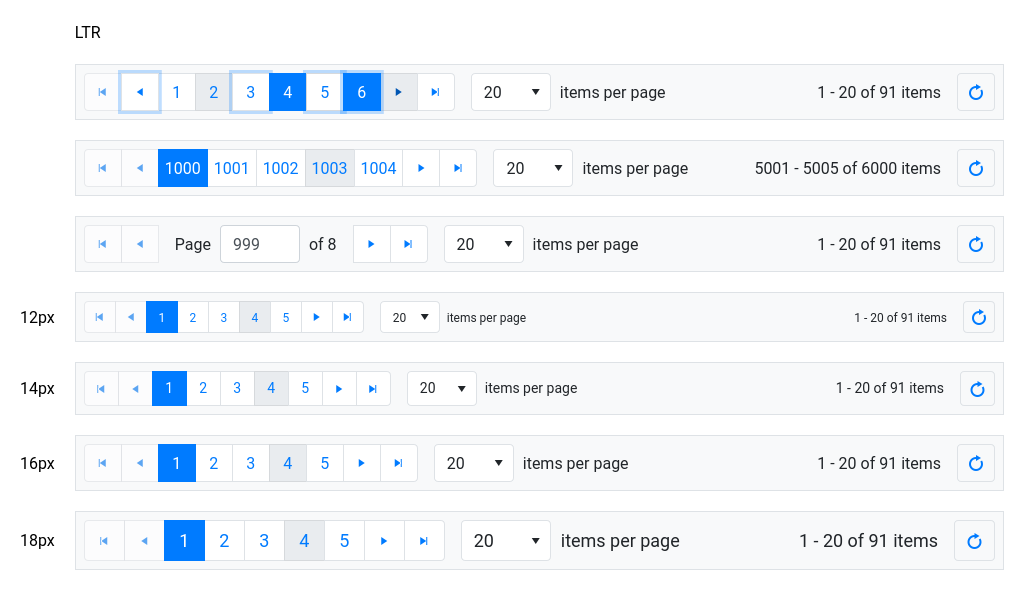 LTR
1 2 3 4 5 6 20 items per page 1 - 20 of 91 items
1000 1001 1002 1003 1004 20 items per page 5001 - 5005 of 6000 items
Page 999 of 8 20 items per page 1 - 20 of 91 items
12px 1 2 3 4 5 20 items per page 1 - 20 of 91 items
14px 1 2 3 4 5 20 items per page 1 - 20 of 91 items
16px 1 2 3 4 5 20 items per page 1 - 20 of 91 items
18px 1 2 3 4 5 20 items per page 1 - 20 of 91 items